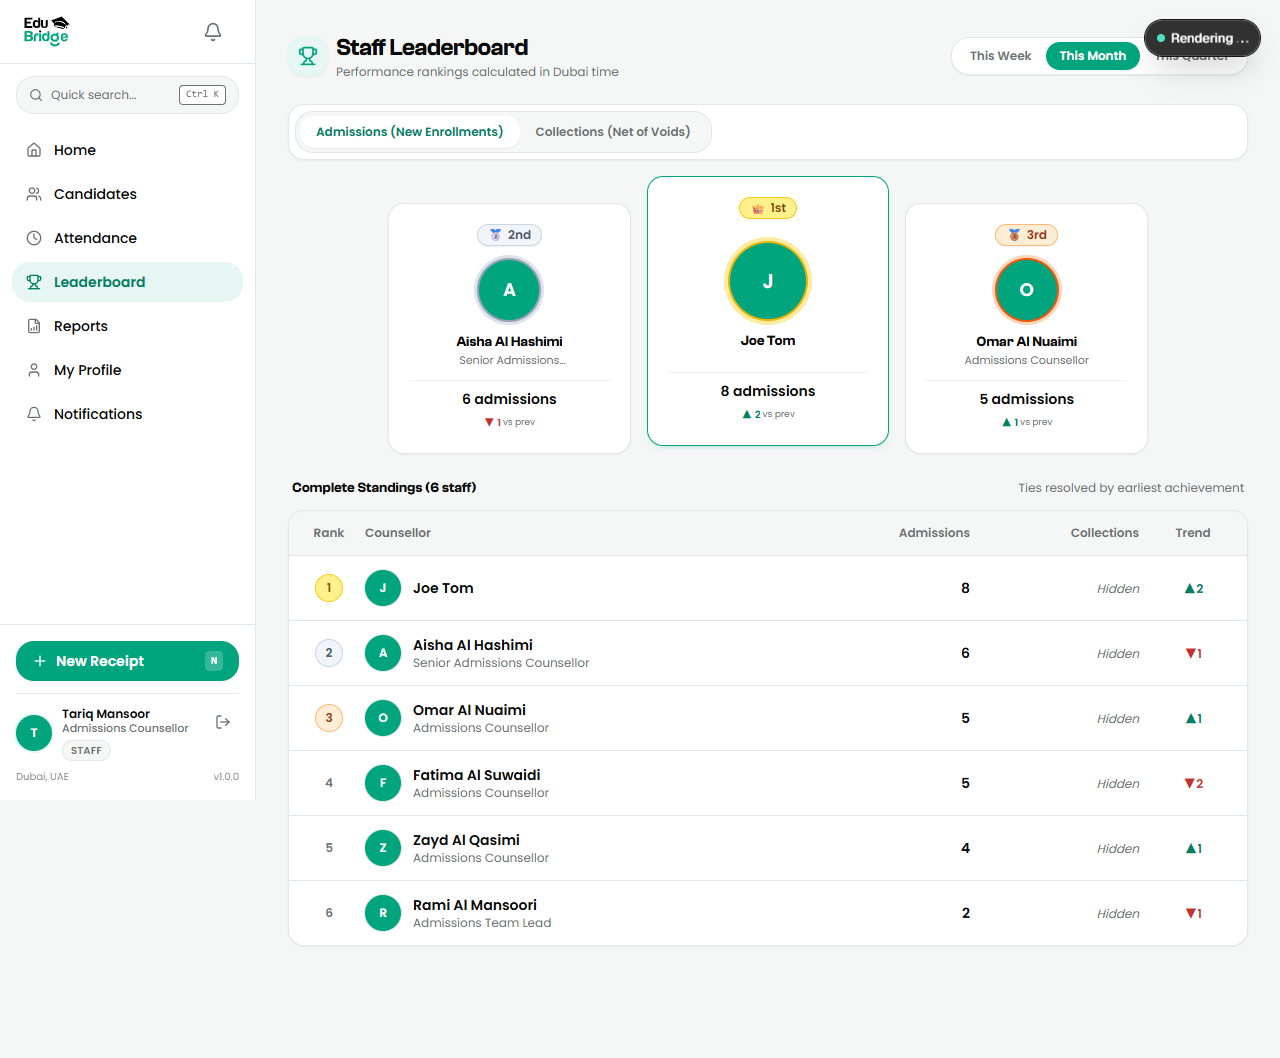 Edu
Bridge
Quick search...
Ctrl K
Home
Candidates
Attendance
Leaderboard
Reports
My Profile
Notifications
New Receipt
N
T
Tariq Mansoor
Admissions Counsellor
STAFF
Dubai, UAE
v1.0.0
Staff Leaderboard
Performance rankings calculated in Dubai time
This Week
This Month
This Quarter
Rendering ...
Admissions (New Enrollments)
Collections (Net of Voids)
2nd
A
Aisha Al Hashimi
Senior Admissions...
6 admissions
▼ 1 vs prev
1st
J
Joe Tom
8 admissions
▲ 2 vs prev
3rd
O
Omar Al Nuaimi
Admissions Counsellor
5 admissions
▲ 1 vs prev
Complete Standings (6 staff)
Ties resolved by earliest achievement
Rank Counsellor Admissions Collections Trend
1 J Joe Tom 8 Hidden ▲2
2 A Aisha Al Hashimi 6 Hidden ▼1
Senior Admissions Counsellor
3 O Omar Al Nuaimi 5 Hidden ▲1
Admissions Counsellor
4 F Fatima Al Suwaidi 5 Hidden ▼2
Admissions Counsellor
5 Z Zayd Al Qasimi 4 Hidden ▲1
Admissions Counsellor
6 R Rami Al Mansoori 2 Hidden ▼1
Admissions Team Lead